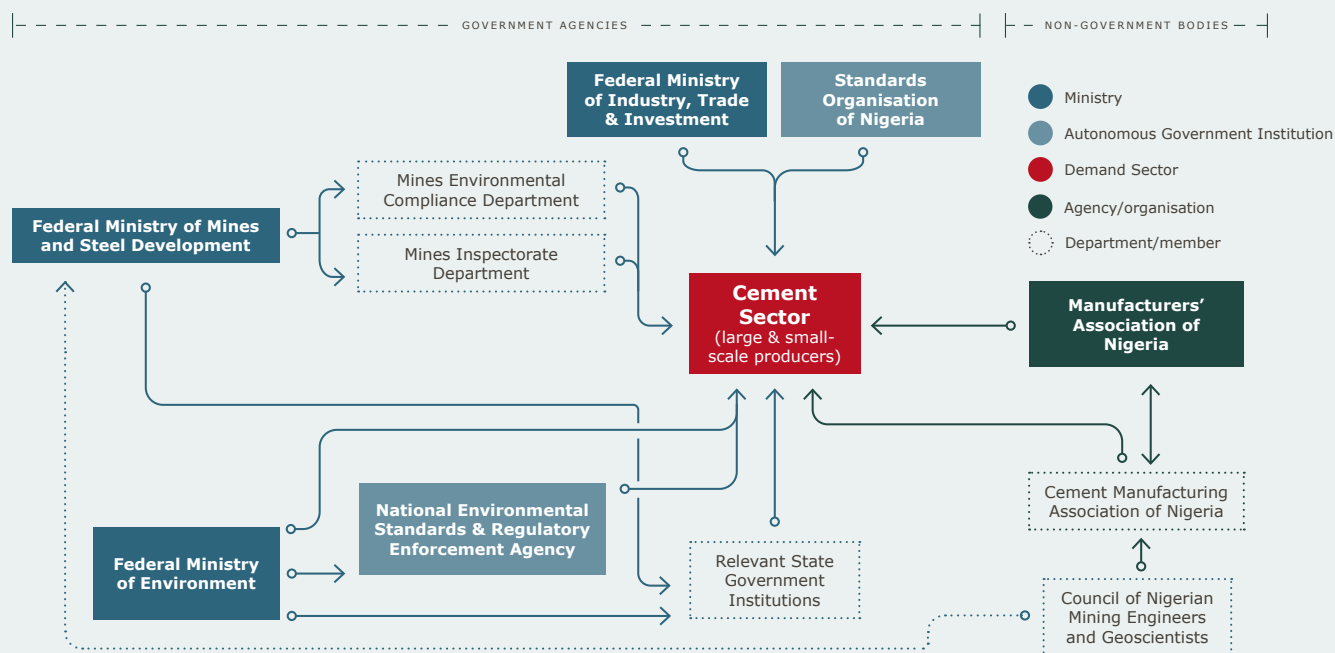 GOVERNMENT AGENCIES
NON-GOVERNMENT BODIES
Federal Ministry
of Industry, Trade
& Investment
Standards
Organisation
of Nigeria
Ministry
Autonomous Government Institution
Demand Sector
Agency/organisation
Department/member
Mines Environmental
Compliance Department
Federal Ministry of Mines
and Steel Development
Mines Inspectorate
Department
Cement
Sector
(large & small-
scale producers)
Manufacturers’
Association of
Nigeria
Cement Manufacturing
Association of Nigeria
National Environmental
Standards & Regulatory
Enforcement Agency
Federal Ministry
of Environment
Relevant State
Government
Institutions
Council of Nigerian
Mining Engineers
and Geoscientists